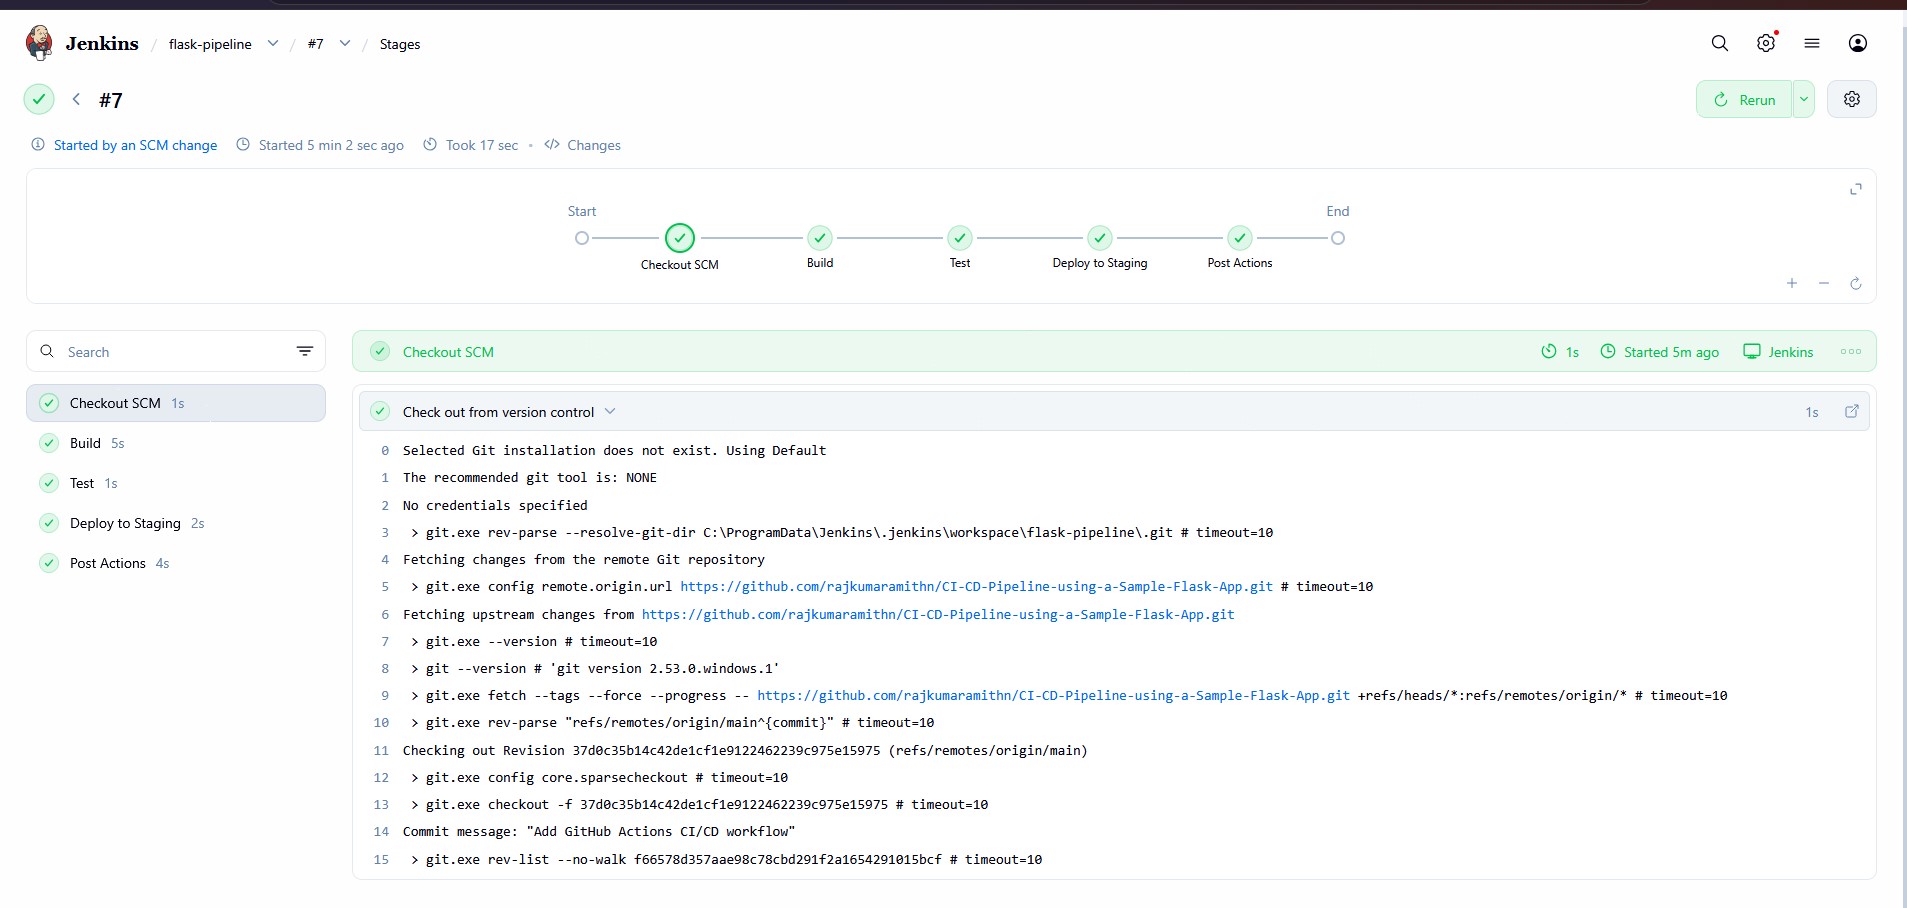 Jenkins / flask-pipeline / #7 / Stages
#7
Rerun
Started by an SCM change Started 5 min 2 sec ago Took 17 sec • Changes
Start End
Checkout SCM Build Test Deploy to Staging Post Actions
Search
Checkout SCM 1s
Build 5s
Test 1s
Deploy to Staging 2s
Post Actions 4s
Checkout SCM 1s Started 5m ago Jenkins
Check out from version control 1s
0 Selected Git installation does not exist. Using Default
1 The recommended git tool is: NONE
2 No credentials specified
3 > git.exe rev-parse --resolve-git-dir C:\ProgramData\Jenkins\.jenkins\workspace\flask-pipeline\.git # timeout=10
4 Fetching changes from the remote Git repository
5 > git.exe config remote.origin.url https://github.com/rajkumaramithn/CI-CD-Pipeline-using-a-Sample-Flask-App.git # timeout=10
6 Fetching upstream changes from https://github.com/rajkumaramithn/CI-CD-Pipeline-using-a-Sample-Flask-App.git
7 > git.exe --version # timeout=10
8 > git --version # 'git version 2.53.0.windows.1'
9 > git.exe fetch --tags --force --progress -- https://github.com/rajkumaramithn/CI-CD-Pipeline-using-a-Sample-Flask-App.git +refs/heads/*:refs/remotes/origin/* # timeout=10
10 > git.exe rev-parse "refs/remotes/origin/main^{commit}" # timeout=10
11 Checking out Revision 37d0c35b14c42de1cf1e9122462239c975e15975 (refs/remotes/origin/main)
12 > git.exe config core.sparsecheckout # timeout=10
13 > git.exe checkout -f 37d0c35b14c42de1cf1e9122462239c975e15975 # timeout=10
14 Commit message: "Add GitHub Actions CI/CD workflow"
15 > git.exe rev-list --no-walk f66578d357aae98c78cbd291f2a1654291015bcf # timeout=10